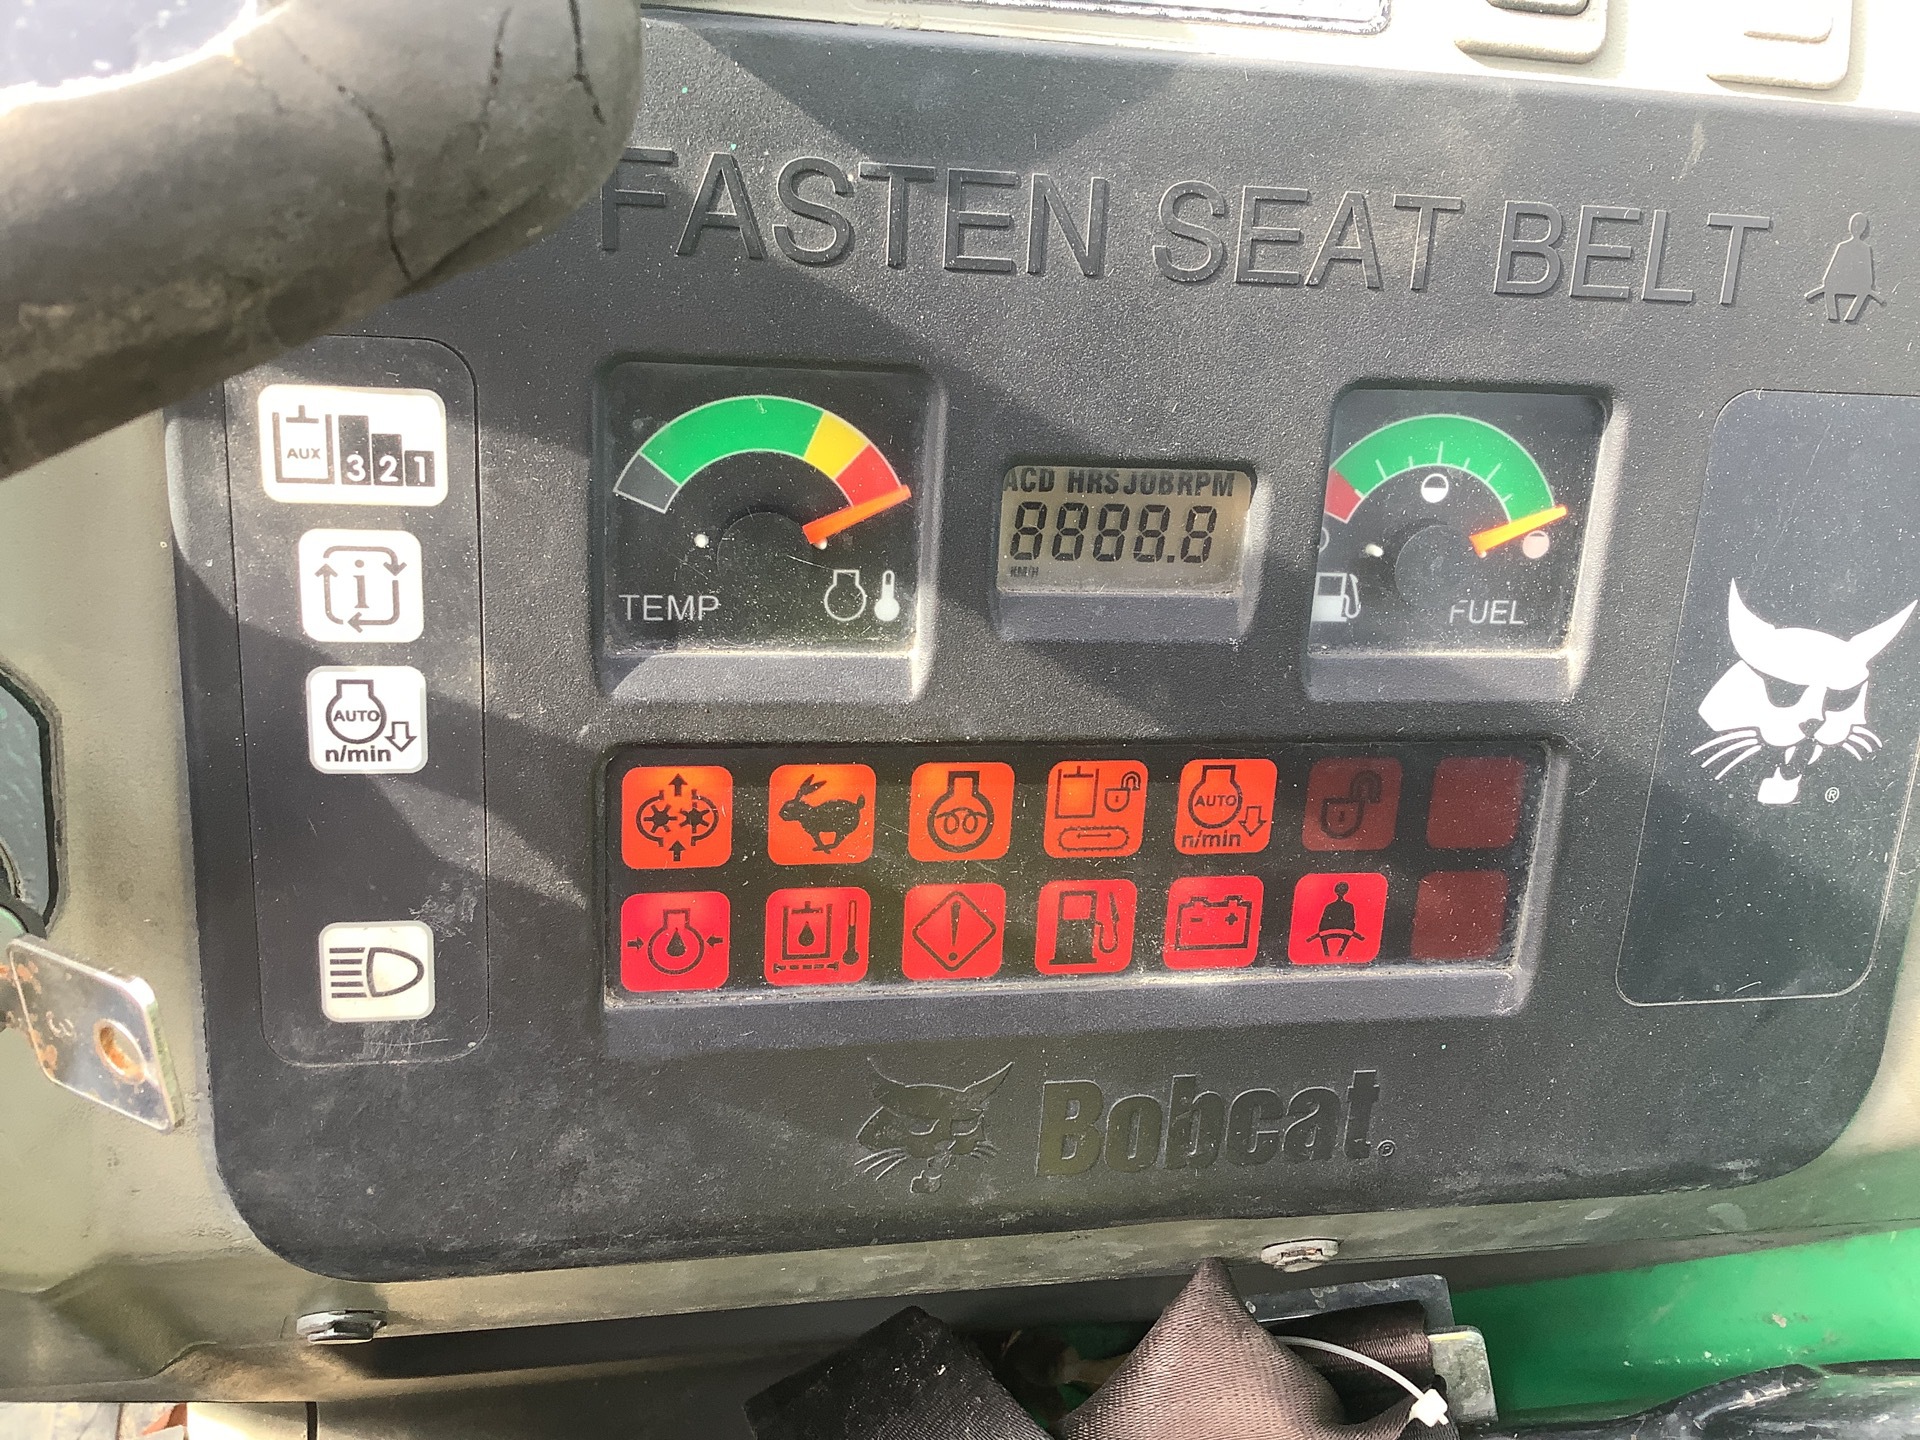 FASTEN SEAT BELT
AUX 3 2 1
i
AUTO
n/min
TEMP
ACD HRS JOB RPM
8888.8
KM/H
FUEL
®
AUTO
n/min
Bobcat®